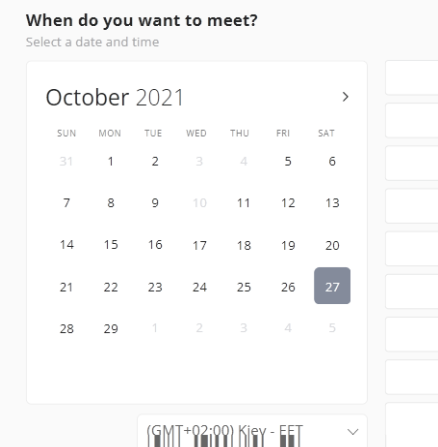 When do you want to meet?
Select a date and time
October 2021
SUN MON TUE WED THU FRI SAT
31 1 2 3 4 5 6
7 8 9 10 11 12 13
14 15 16 17 18 19 20
21 22 23 24 25 26 27
28 29 1 2 3 4 5
(GMT+02:00) Kiev - EET